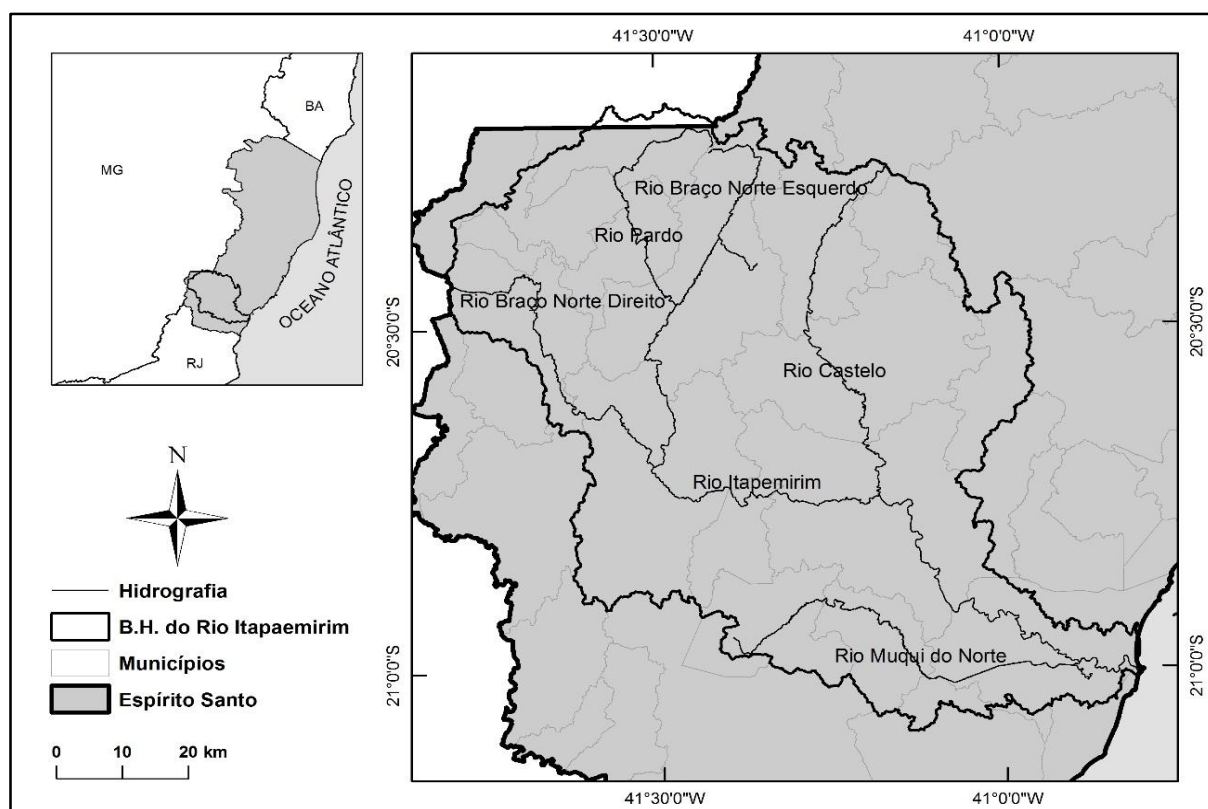 41°30'0"W
41°0'0"W
BA
MG
OCEANO ATLÂNTICO
RJ
Rio Braço Norte Esquerdo
Rio Pardo
Rio Braço Norte Direito
20°30'0"S
20°30'0"S
Rio Castelo
Rio Itapemirim
Rio Muqui do Norte
21°0'0"S
21°0'0"S
N
Hidrografia
B.H. do Rio Itapaemirim
Municípios
Espírito Santo
0 10 20 km
41°30'0"W
41°0'0"W